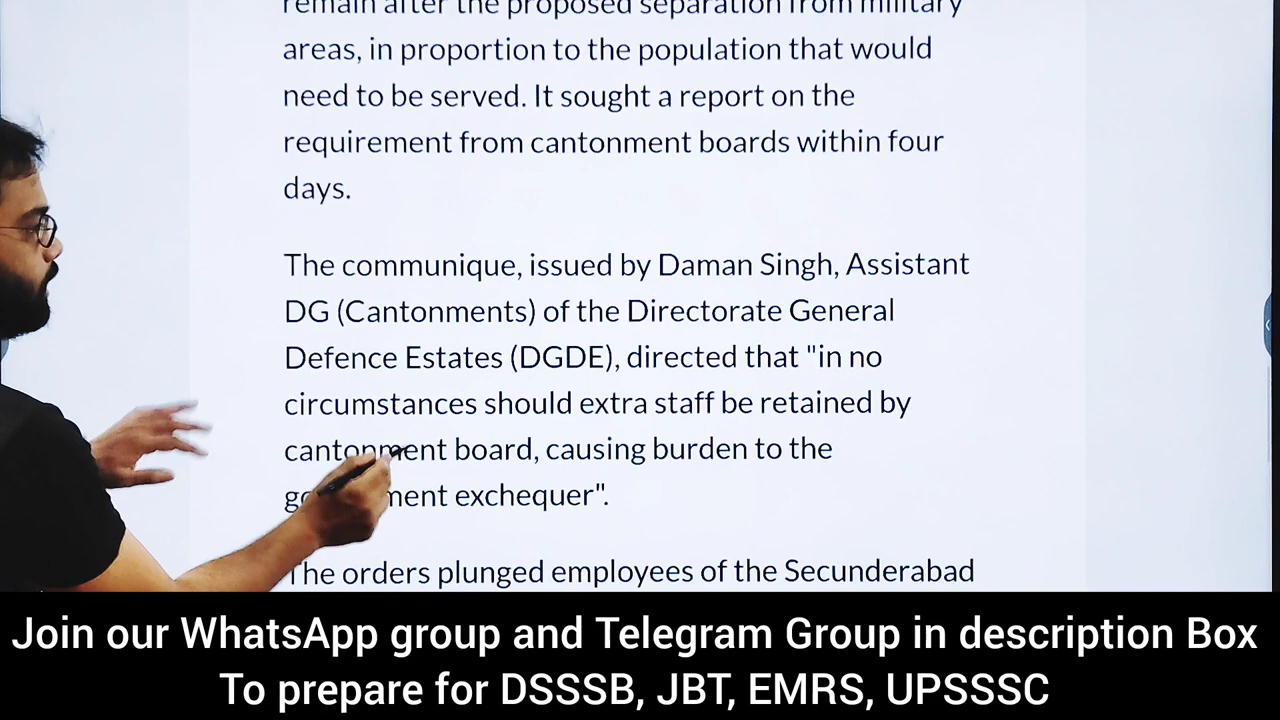 remain after the proposed separation from military
areas, in proportion to the population that would
need to be served. It sought a report on the
requirement from cantonment boards within four
days.
The communique, issued by Daman Singh, Assistant
DG (Cantonments) of the Directorate General
Defence Estates (DGDE), directed that "in no
circumstances should extra staff be retained by
cantonment board, causing burden to the
government exchequer".
The orders plunged employees of the Secunderabad
Join our WhatsApp group and Telegram Group in description Box
To prepare for DSSSB, JBT, EMRS, UPSSSC